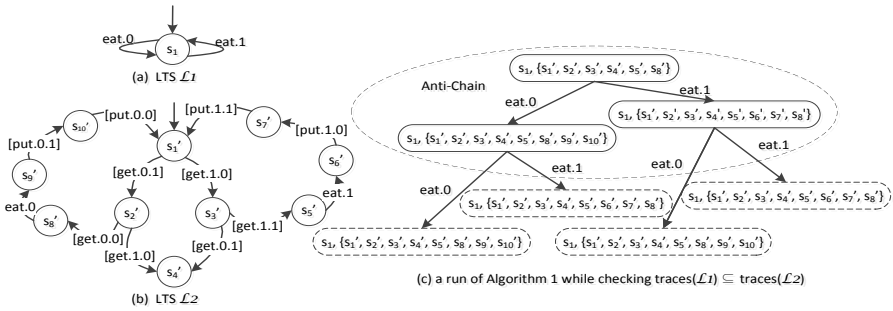 eat.0
eat.1
s1
(a) LTS L1
[put.0.0]
[put.1.1]
s10'
s7'
[put.0.1]
s1'
[put.1.0]
s9'
[get.0.1]
[get.1.0]
s6'
eat.0
s2'
s3'
s5'
eat.1
s8'
[get.0.0]
[get.1.1]
[get.1.0]
[get.0.1]
s4'
(b) LTS L2
s1, {s1', s2', s3', s4', s5', s8'}
Anti-Chain
eat.0
eat.1
s1, {s1', s2', s3', s4', s5', s8', s9', s10'}
s1, {s1', s2', s3', s4', s5', s6', s7', s8'}
eat.0
eat.1
eat.0
eat.1
s1, {s1', s2', s3', s4', s5', s6', s7', s8'}
s1, {s1', s2', s3', s4', s5', s6', s7', s8'}
s1, {s1', s2', s3', s4', s5', s8', s9', s10'}
s1, {s1', s2', s3', s4', s5', s8', s9', s10'}
(c) a run of Algorithm 1 while checking traces(L1) ⊆ traces(L2)